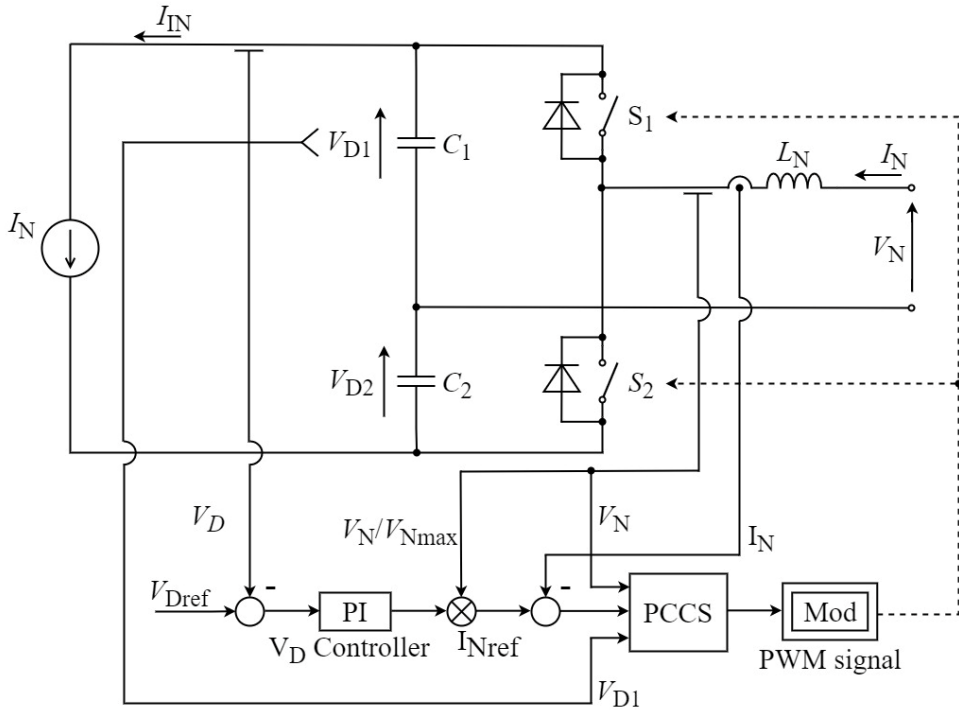 I_IN
V_D1
C_1
S_1
L_N
I_N
I_N
V_N
V_D2
C_2
S_2
V_D
V_N/V_Nmax
V_N
I_N
V_Dref
-
-
PI
PCCS
Mod
V_D Controller
I_Nref
PWM signal
V_D1